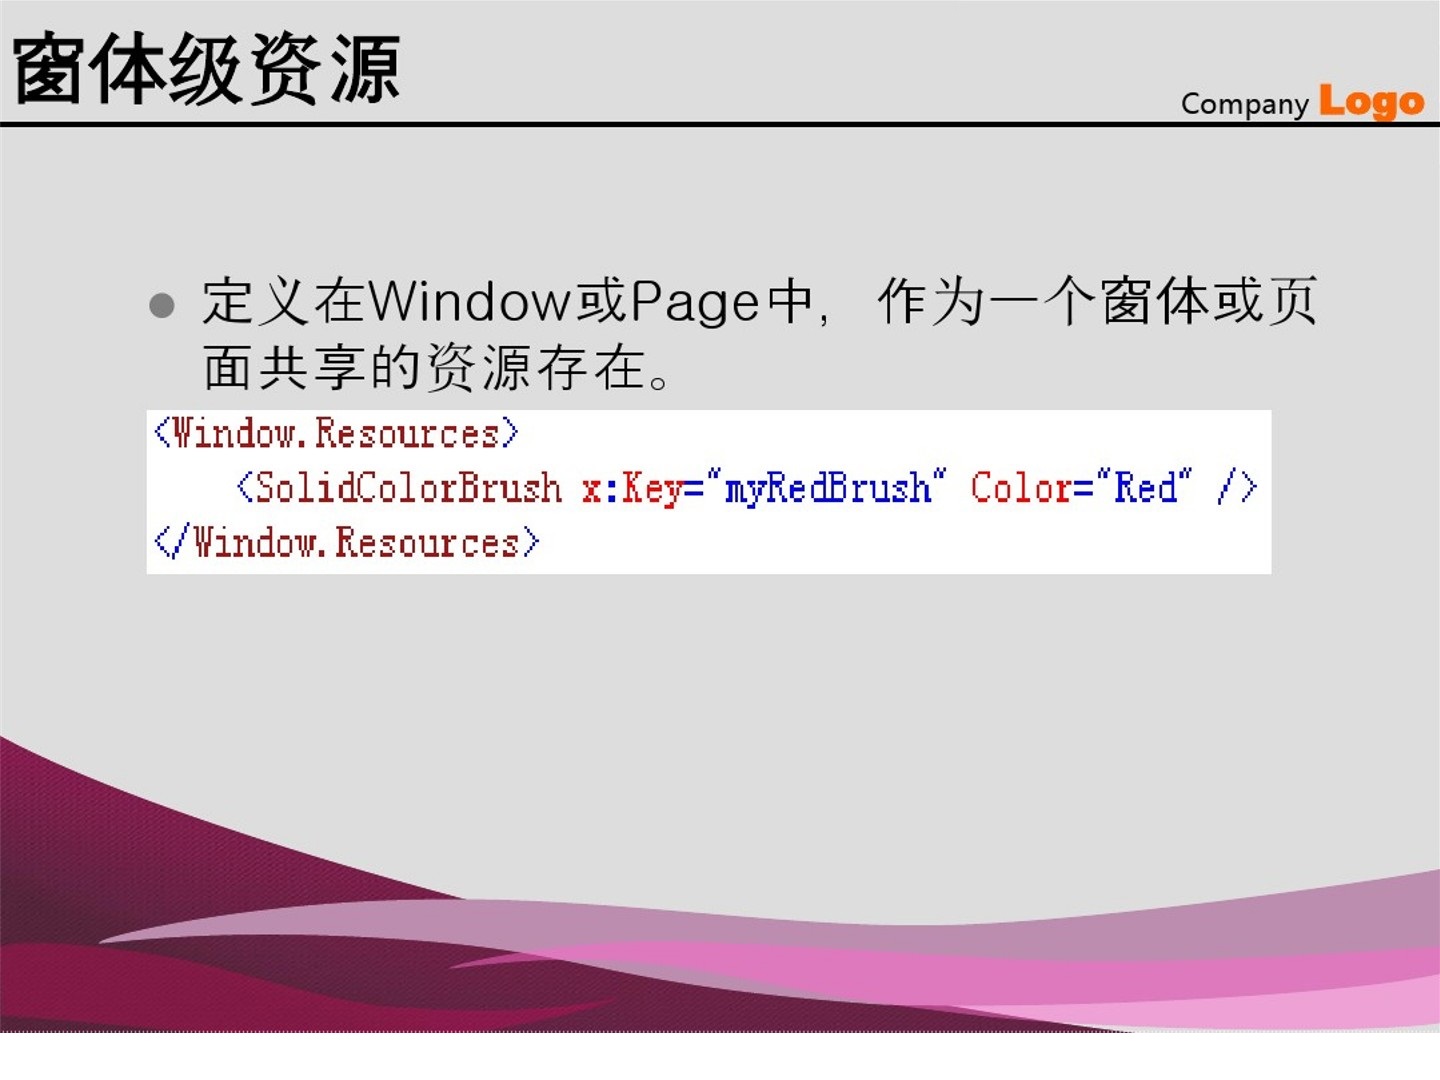 窗体级资源
Company Logo
定义在Window或Page中，作为一个窗体或页
面共享的资源存在。
<Window.Resources>
    <SolidColorBrush x:Key="myRedBrush" Color="Red" />
</Window.Resources>